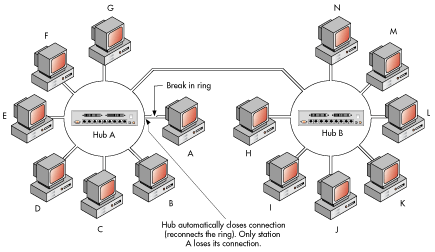 G
N
F
M
Break in ring
E
L
Hub A
Hub B
A
H
D
B
I
K
C
J
Hub automatically closes connection
(reconnects the ring). Only station
A loses its connection.